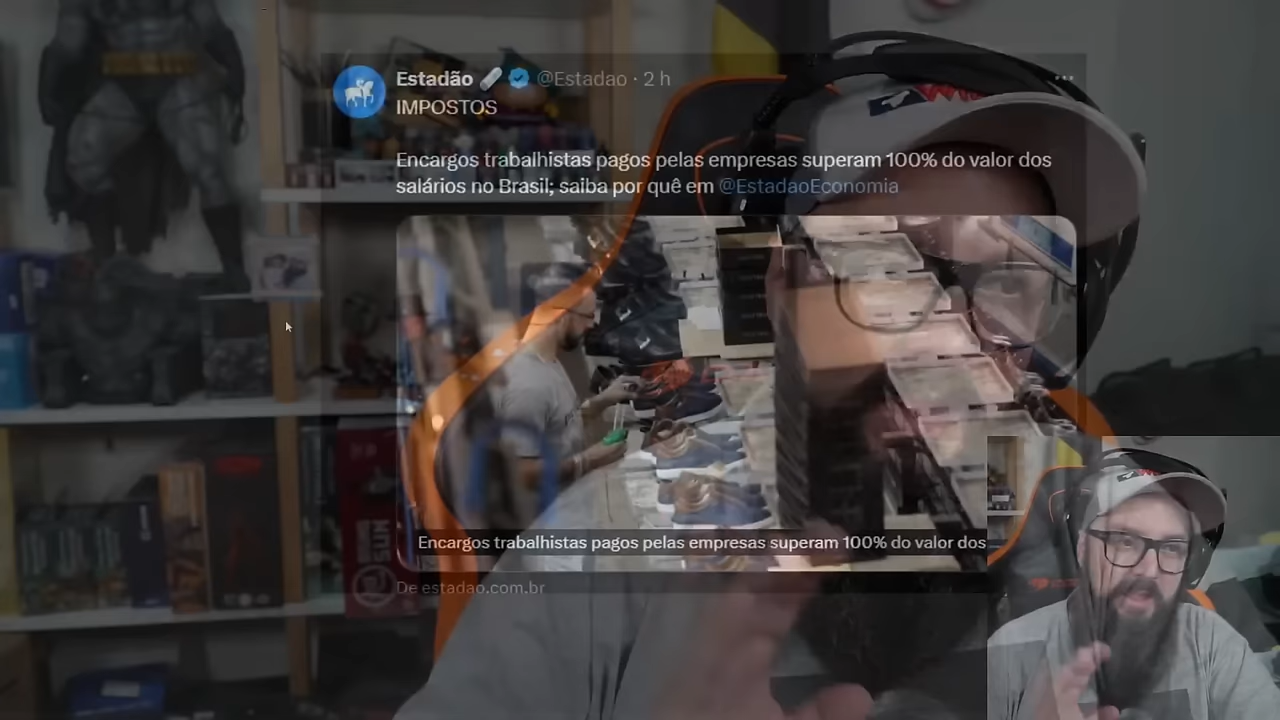 Estadão @Estadao · 2 h
IMPOSTOS
Encargos trabalhistas pagos pelas empresas superam 100% do valor dos
salários no Brasil; saiba por quê em @EstadaoEconomia
Encargos trabalhistas pagos pelas empresas superam 100% do valor dos
De estadao.com.br